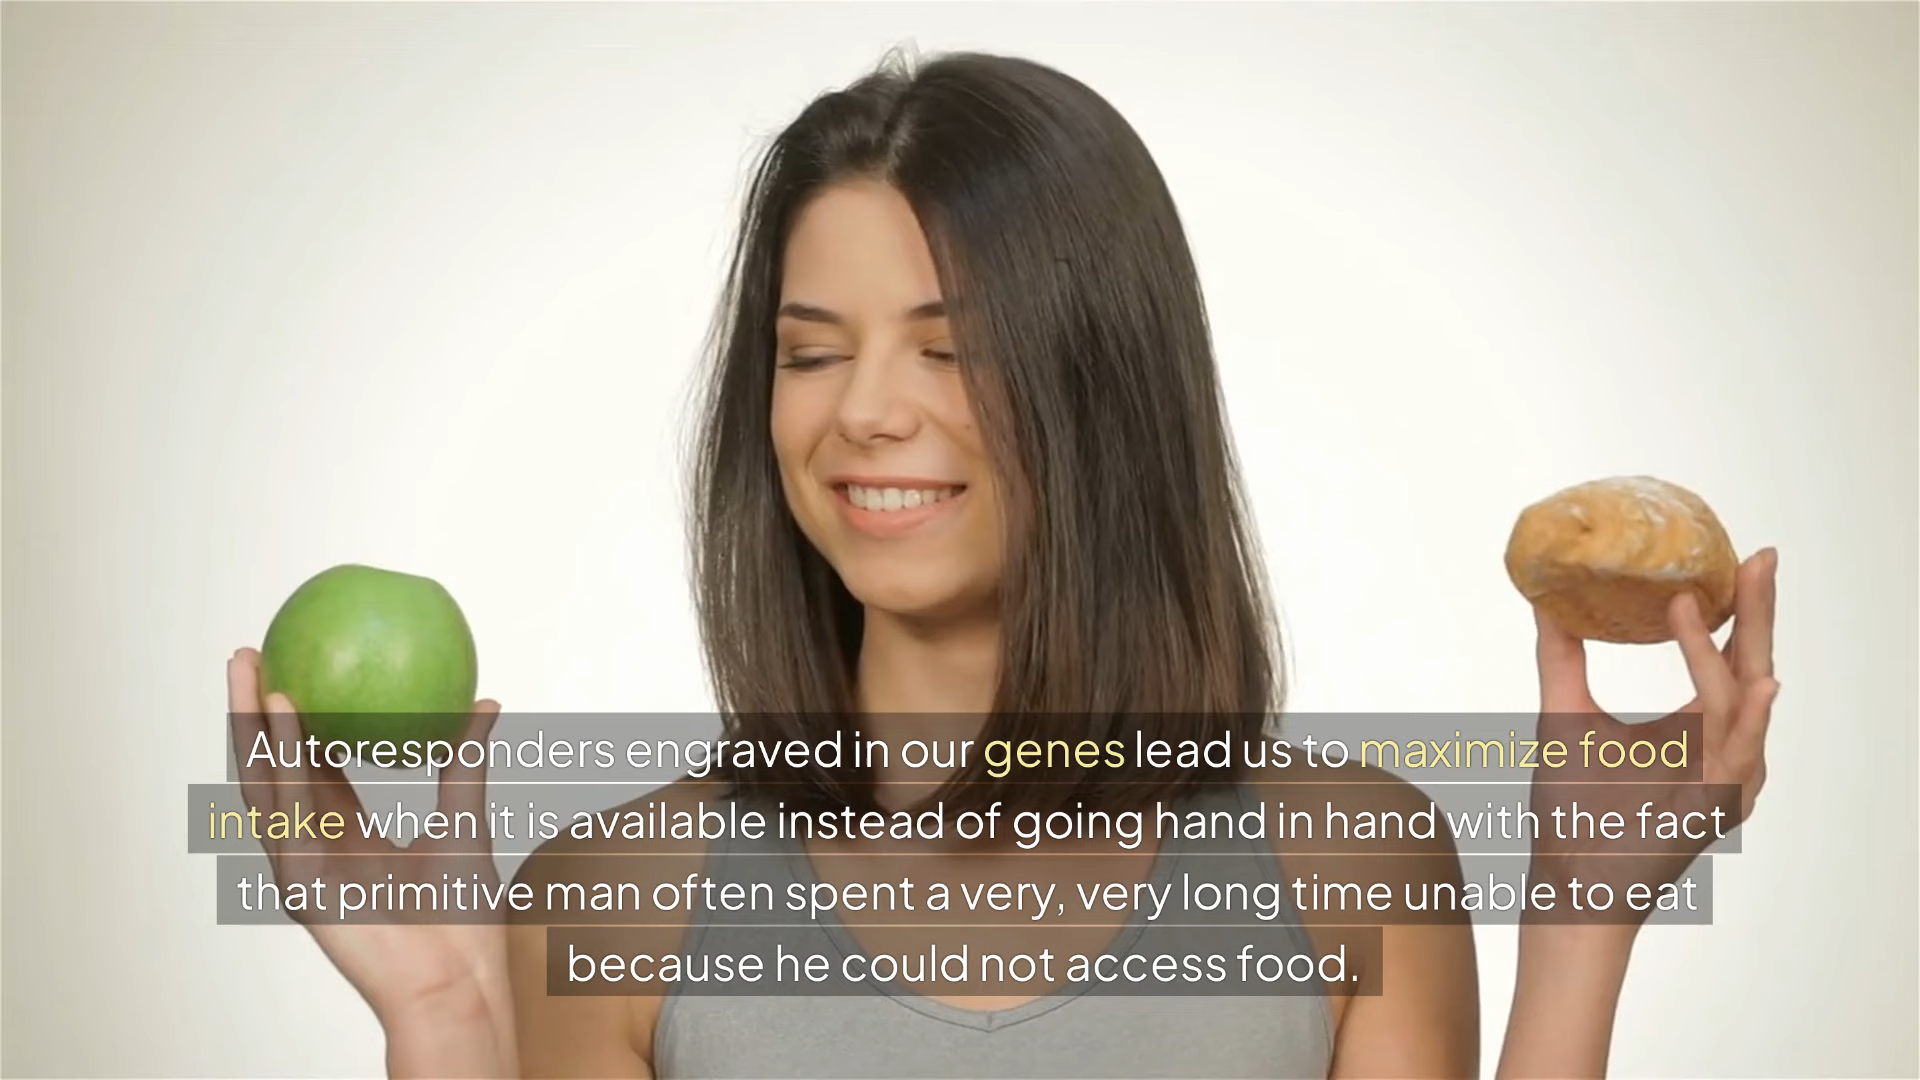 Autoresponders engraved in our genes lead us to maximize food
intake when it is available instead of going hand in hand with the fact
that primitive man often spent a very, very long time unable to eat
because he could not access food.